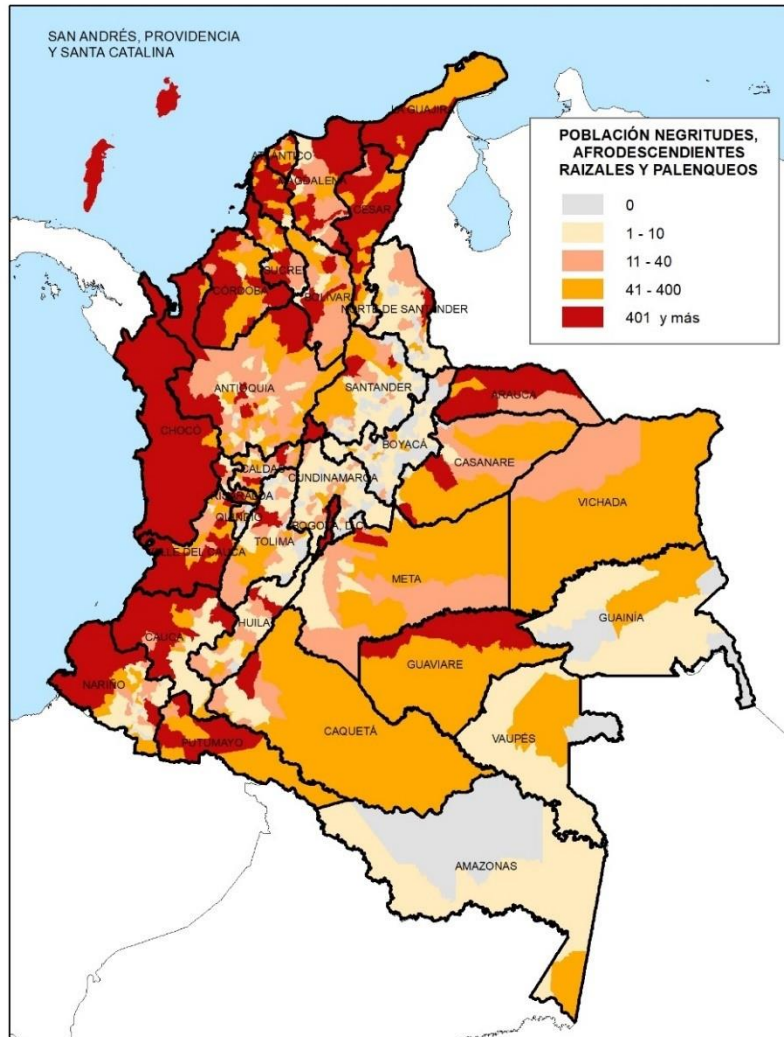 SAN ANDRÉS, PROVIDENCIA
Y SANTA CATALINA
POBLACIÓN NEGRITUDES,
AFRODESCENDIENTES
RAIZALES Y PALENQUEOS
0
1 - 10
11 - 40
41 - 400
401 y más
LA GUAJIRA
ATLÁNTICO
MAGDALENA
CESAR
SUCRE
CÓRDOBA
BOLIVAR
NORTE DE SANTANDER
ANTIOQUIA
SANTANDER
ARAUCA
CHOCÓ
BOYACÁ
CASANARE
CALDAS
CUNDINAMARCA
RISARALDA
VICHADA
QUINDIO
BOGOTÁ, D.C.
TOLIMA
VALLE DEL CAUCA
META
GUAINÍA
HUILA
CAUCA
GUAVIARE
NARIÑO
CAQUETÁ
VAUPÉS
PUTUMAYO
AMAZONAS